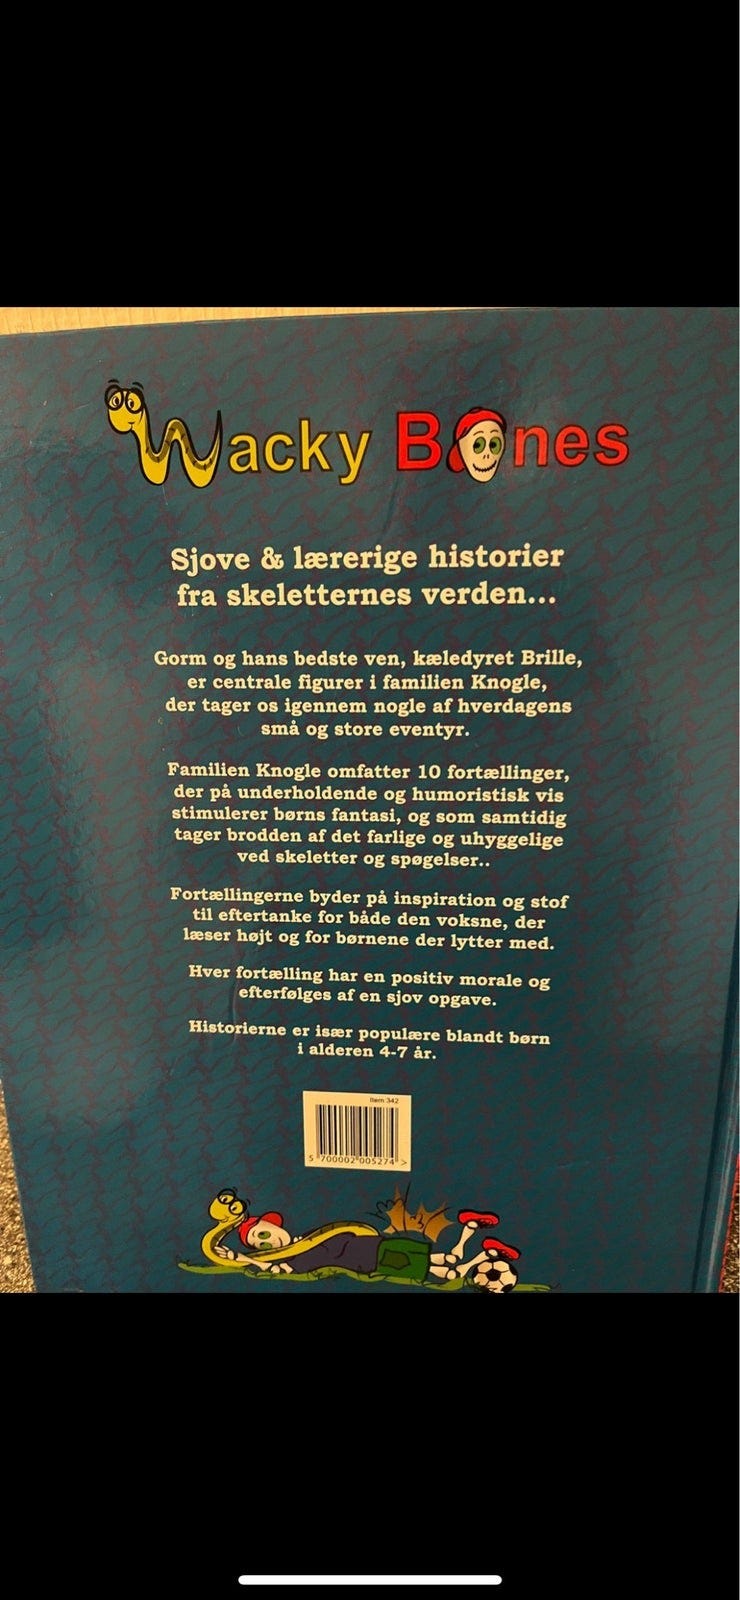 Wacky Bones
Sjove & lærerige historier
fra skeletternes verden...
Gorm og hans bedste ven, kæledyret Brille,
er centrale figurer i familien Knogle,
der tager os igennem nogle af hverdagens
små og store eventyr.
Familien Knogle omfatter 10 fortællinger,
der på underholdende og humoristisk vis
stimulerer børns fantasi, og som samtidig
tager brodden af det farlige og uhyggelige
ved skeletter og spøgelser..
Fortællingerne byder på inspiration og stof
til eftertanke for både den voksne, der
læser højt og for børnene der lytter med.
Hver fortælling har en positiv morale og
efterfølges af en sjov opgave.
Historierne er især populære blandt børn
i alderen 4-7 år.
Item 342
5 700002 005274 >